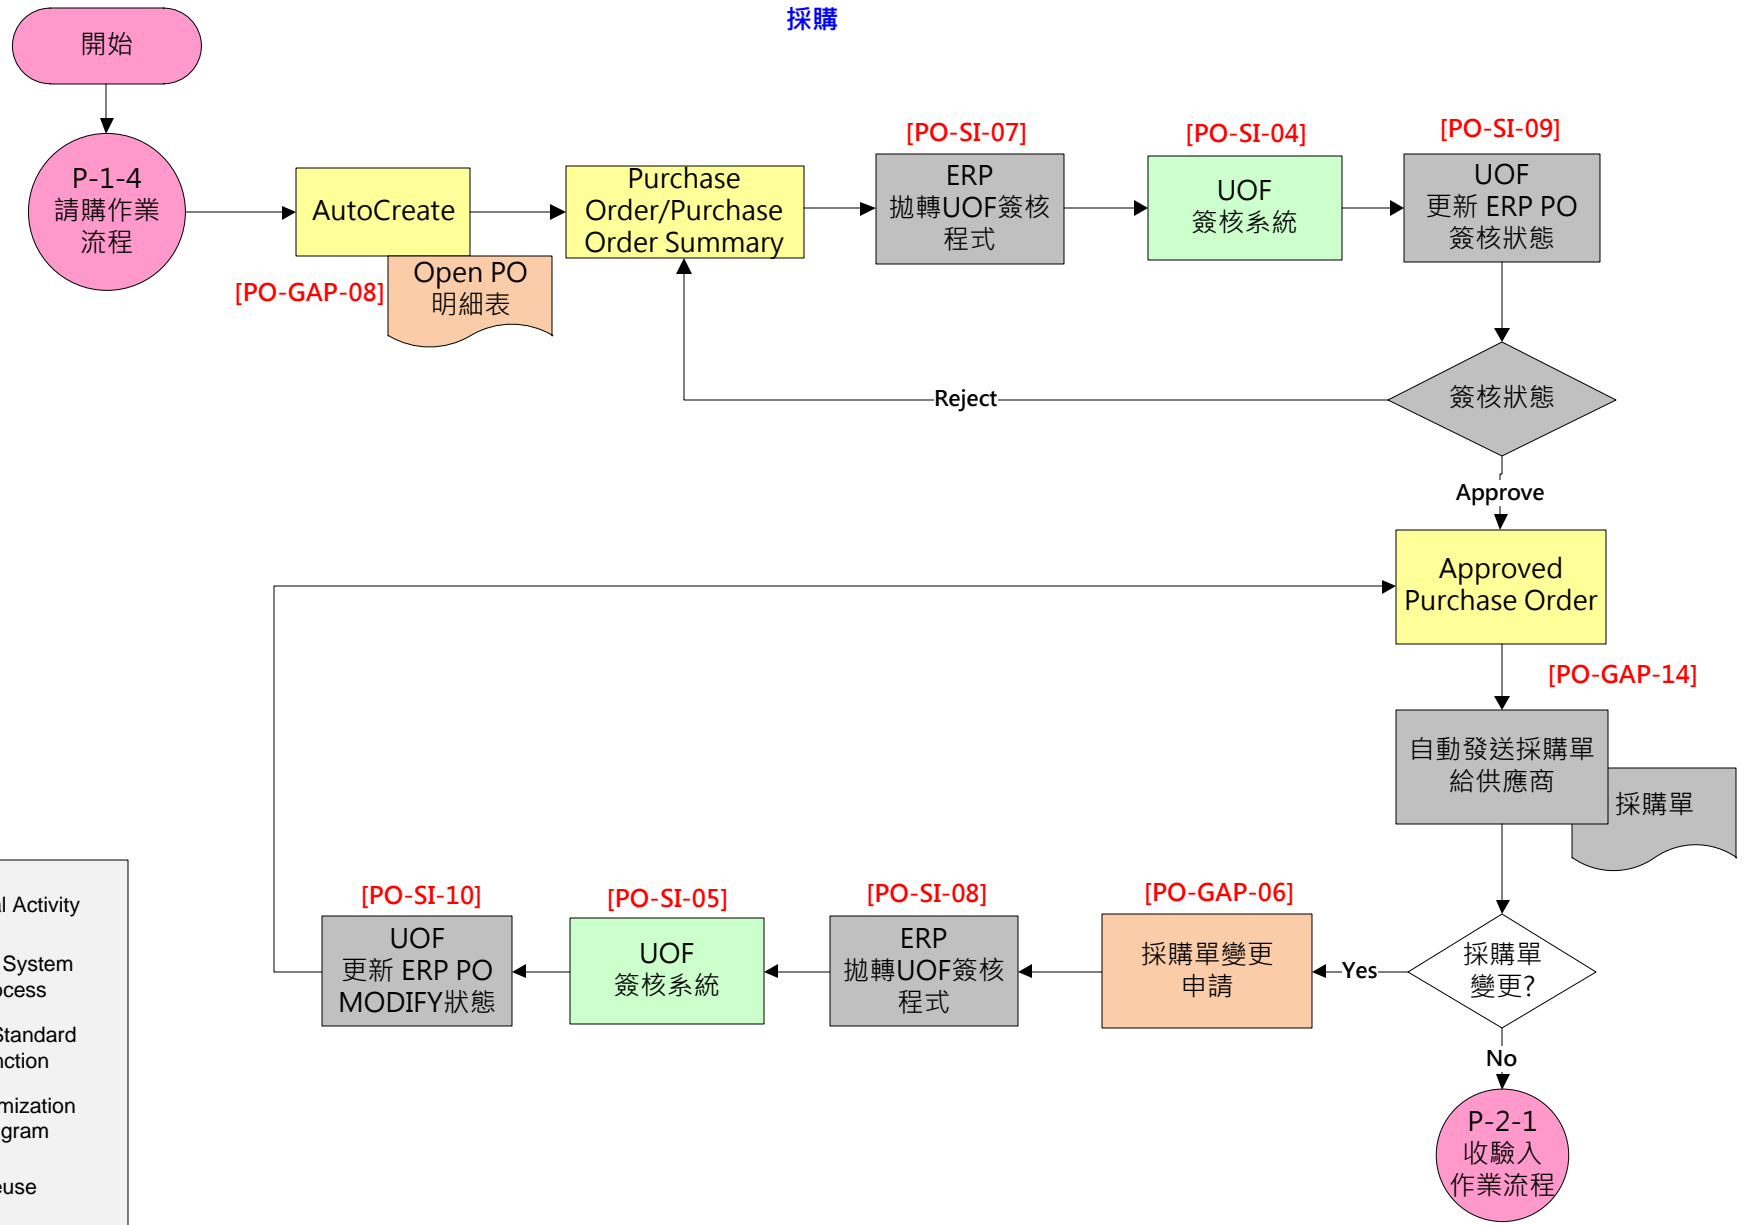 採購
開始
P-1-4
請購作業
流程
AutoCreate
[PO-GAP-08]
Open PO
明細表
Purchase
Order/Purchase
Order Summary
[PO-SI-07]
ERP
拋轉UOF簽核
程式
[PO-SI-04]
UOF
簽核系統
[PO-SI-09]
UOF
更新 ERP PO
簽核狀態
簽核狀態
Reject
Approve
Approved
Purchase Order
[PO-GAP-14]
自動發送採購單
給供應商
採購單
採購單
變更?
Yes
No
[PO-GAP-06]
採購單變更
申請
[PO-SI-08]
ERP
拋轉UOF簽核
程式
[PO-SI-05]
UOF
簽核系統
[PO-SI-10]
UOF
更新 ERP PO
MODIFY狀態
P-2-1
收驗入
作業流程
Activity
System